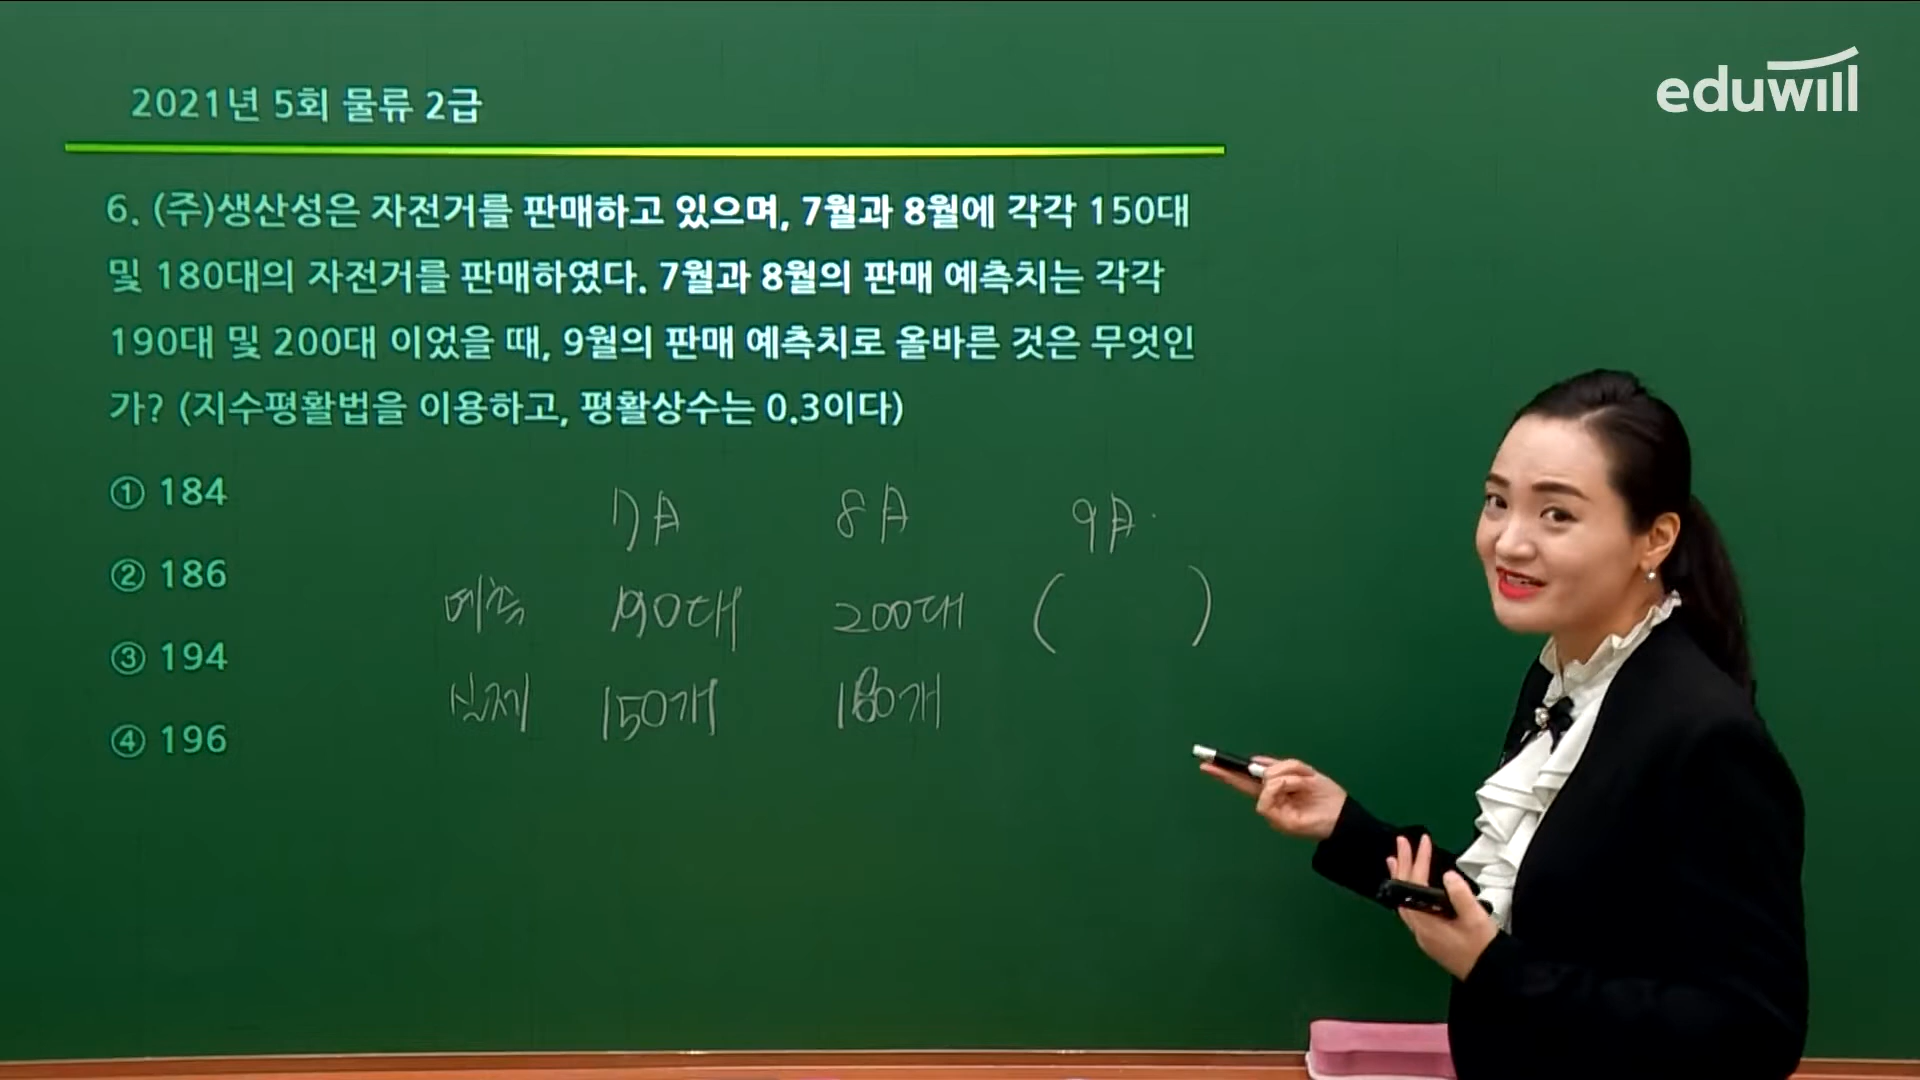 eduwill
2021년 5회 물류 2급
6. (주)생산성은 자전거를 판매하고 있으며, 7월과 8월에 각각 150대
및 180대의 자전거를 판매하였다. 7월과 8월의 판매 예측치는 각각
190대 및 200대 이었을 때, 9월의 판매 예측치로 올바른 것은 무엇인
가? (지수평활법을 이용하고, 평활상수는 0.3이다)
① 184
② 186
③ 194
④ 196
7月 8月 9月
예측 190대 200대 ( )
실제 150개 180개